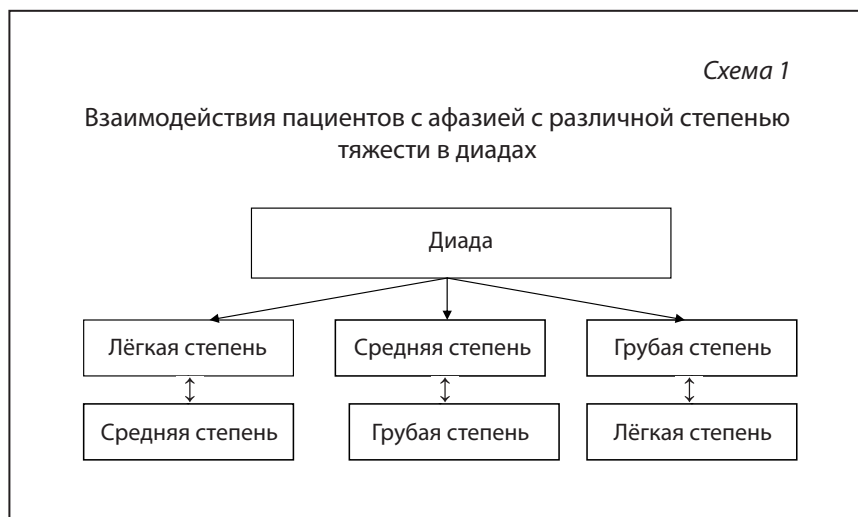 Схема 1
Взаимодействия пациентов с афазией с различной степенью
тяжести в диадах
Диада
Лёгкая степень
Средняя степень
Грубая степень
Средняя степень
Грубая степень
Лёгкая степень